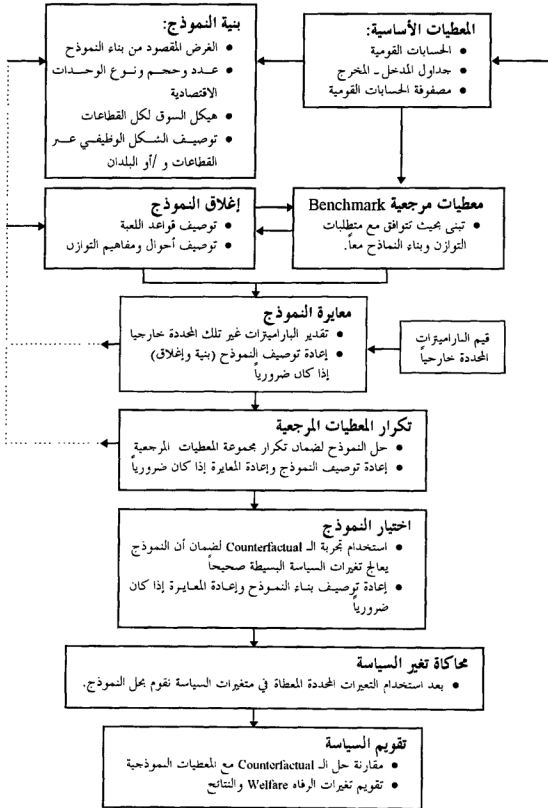 المعطيات الأساسية:
الحسابات القومية
جداول المدخل ـ المخرج
مصفوفة الحسابات القومية
بنية النموذج:
الغرض المقصود من بناء النموذج
عدد وحجم ونوع الوحدات
الاقتصادية
هيكل السوق لكل القطاعات
توصيف الشكل الوظيفي عبر
القطاعات و /أو البلدان
معطيات مرجعية Benchmark
تبنى بحيث تتوافق مع متطلبات
التوازن وبناء النماذج معاً.
إغلاق النموذج
توصيف قواعد اللعبة
توصيف أحوال ومفاهيم التوازن
معايرة النموذج
تقدير البارامترات غير تلك المحددة خارجيا
إعادة توصيف النموذج (بنية وإغلاق)
إذا كان ضرورياً
قيم البارامترات
المحددة خارجياً
تكرار المعطيات المرجعية
حل النموذج لضمان تكرار مجموعة المعطيات المرجعية
إعادة توصيف النموذج وإعادة المعايرة إذا كان ضرورياً
اختيار النموذج
استخدام تجربة الـ Counterfactual لضمان أن النموذج
يعالج تغيرات السياسة البسيطة صحيحاً
إعادة توصيف بناء النموذج وإعادة المعايرة إذا كان
ضرورياً
محاكاة تغير السياسة
بعد استخدام التغيرات المحددة المعطاة في متغيرات السياسة نقوم بحل النموذج.
تقويم السياسة
مقارنة حل الـ Counterfactual مع المعطيات النموذجية
تقويم تغيرات الرفاه Welfare والنتائج